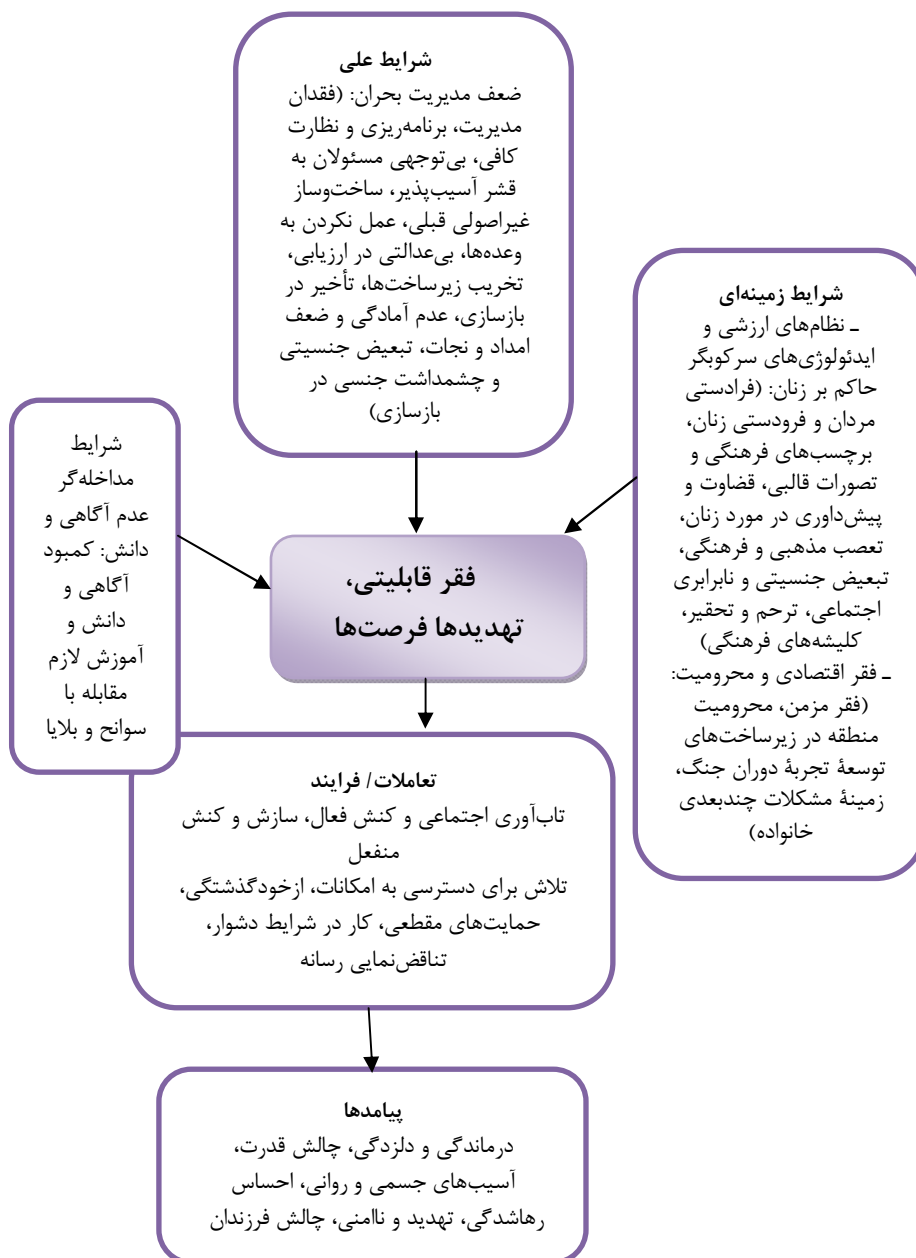 شرایط علی
ضعف مدیریت بحران: (فقدان
مدیریت، برنامه‌ریزی و نظارت
کافی، بی‌توجهی مسئولان به
قشر آسیب‌پذیر، ساخت‌وساز
غیراصولی قبلی، عمل نکردن به
وعده‌ها، بی‌عدالتی در ارزیابی،
تخریب زیرساخت‌ها، تأخیر در
بازسازی، عدم آمادگی و ضعف
امداد و نجات، تبعیض جنسیتی
و چشمداشت جنسی در
بازسازی)
شرایط زمینه‌ای
ـ نظام‌های ارزشی و
ایدئولوژی‌های سرکوبگر
حاکم بر زنان: (فرادستی
مردان و فرودستی زنان،
برچسب‌های فرهنگی و
تصورات قالبی، قضاوت و
پیش‌داوری در مورد زنان،
تعصب مذهبی و فرهنگی،
تبعیض جنسیتی و نابرابری
اجتماعی، ترحم و تحقیر،
کلیشه‌های فرهنگی)
ـ فقر اقتصادی و محرومیت:
(فقر مزمن، محرومیت
منطقه در زیرساخت‌های
توسعۀ تجربۀ دوران جنگ،
زمینۀ مشکلات چندبعدی
خانواده)
شرایط
مداخله‌گر
عدم آگاهی و
دانش: کمبود
آگاهی و
دانش و
آموزش لازم
مقابله با
سوانح و بلایا
فقر قابلیتی،
تهدیدها فرصت‌ها
تعاملات/ فرایند
تاب‌آوری اجتماعی و کنش فعال، سازش و کنش
منفعل
تلاش برای دسترسی به امکانات، ازخودگذشتگی،
حمایت‌های مقطعی، کار در شرایط دشوار،
تناقض‌نمایی رسانه
پیامدها
درماندگی و دلزدگی، چالش قدرت،
آسیب‌های جسمی و روانی، احساس
رهاشدگی، تهدید و ناامنی، چالش فرزندان